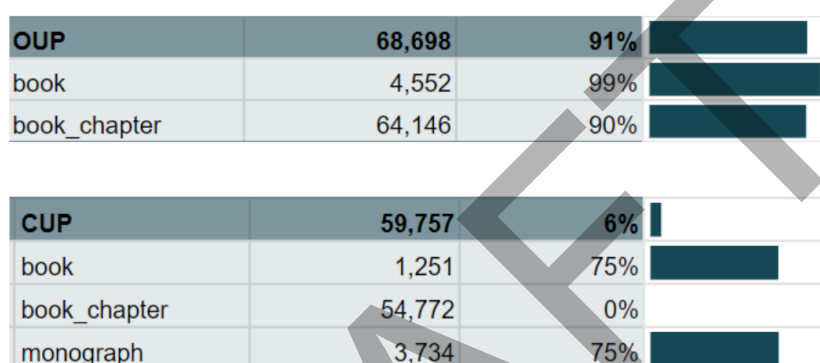 OUP 68,698 91%
book 4,552 99%
book_chapter 64,146 90%
CUP 59,757 6%
book 1,251 75%
book_chapter 54,772 0%
monograph 3,734 75%